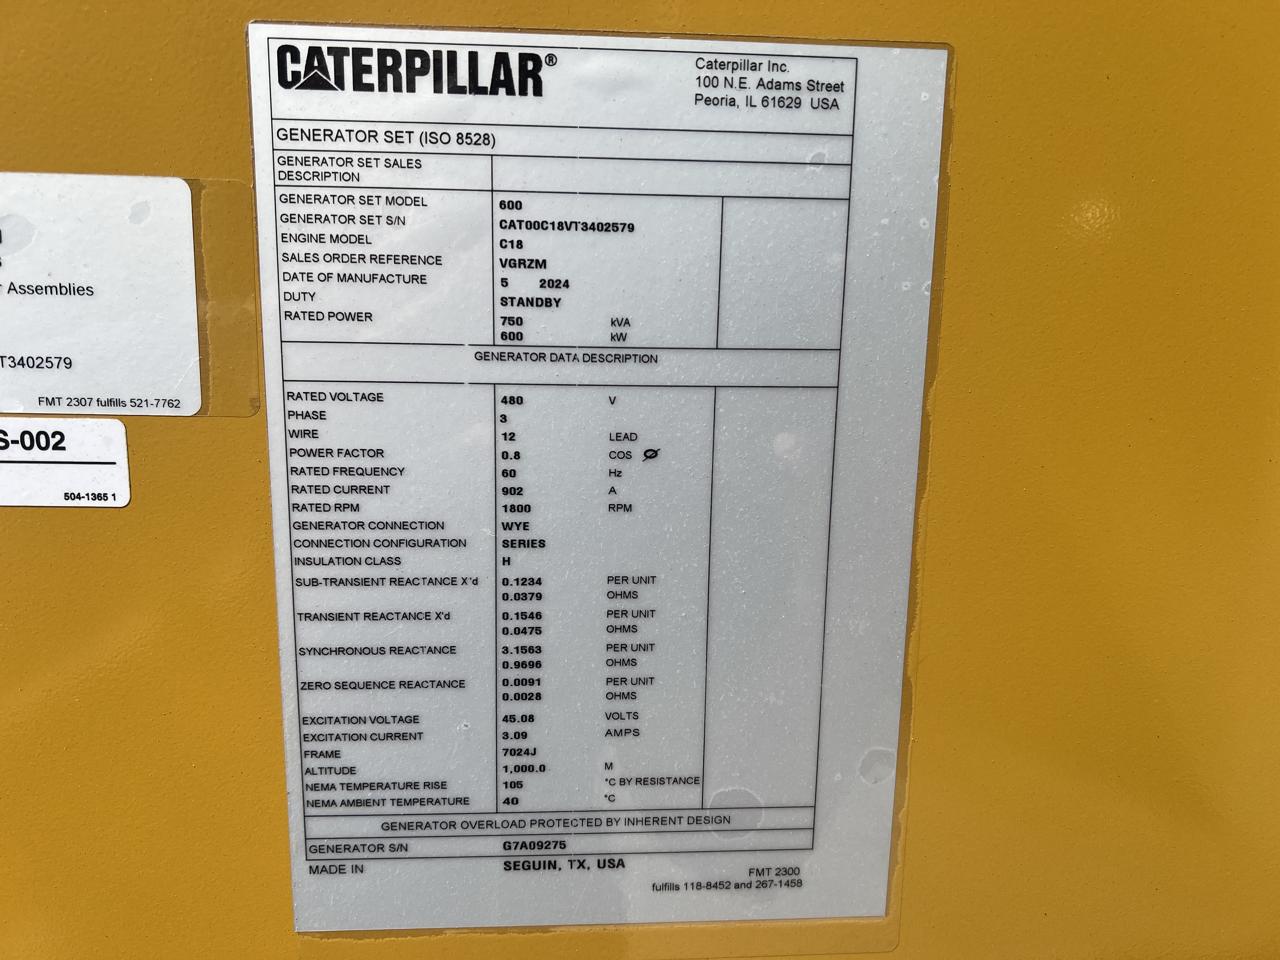 CATERPILLAR®
Caterpillar Inc.
100 N.E. Adams Street
Peoria, IL 61629 USA
GENERATOR SET (ISO 8528)
GENERATOR SET SALES
DESCRIPTION
GENERATOR SET MODEL 600
GENERATOR SET S/N CAT00C18VT3402579
ENGINE MODEL C18
SALES ORDER REFERENCE VGRZM
DATE OF MANUFACTURE 5 2024
DUTY STANDBY
RATED POWER 750 kVA
600 kW
GENERATOR DATA DESCRIPTION
RATED VOLTAGE 480 V
PHASE 3
WIRE 12 LEAD
POWER FACTOR 0.8 COS Ø
RATED FREQUENCY 60 Hz
RATED CURRENT 902 A
RATED RPM 1800 RPM
GENERATOR CONNECTION WYE
CONNECTION CONFIGURATION SERIES
INSULATION CLASS H
SUB-TRANSIENT REACTANCE X"d 0.1234 PER UNIT
0.0379 OHMS
TRANSIENT REACTANCE X'd 0.1546 PER UNIT
0.0475 OHMS
SYNCHRONOUS REACTANCE 3.1563 PER UNIT
0.9696 OHMS
ZERO SEQUENCE REACTANCE 0.0091 PER UNIT
0.0028 OHMS
EXCITATION VOLTAGE 45.08 VOLTS
EXCITATION CURRENT 3.09 AMPS
FRAME 7024J
ALTITUDE 1,000.0 M
NEMA TEMPERATURE RISE 105 °C BY RESISTANCE
NEMA AMBIENT TEMPERATURE 40 °C
GENERATOR OVERLOAD PROTECTED BY INHERENT DESIGN
GENERATOR S/N G7A09275
MADE IN SEGUIN, TX, USA
FMT 2300
fulfills 118-8452 and 267-1458
Assemblies
T3402579
FMT 2307 fulfills 521-7762
S-002
504-1365 1